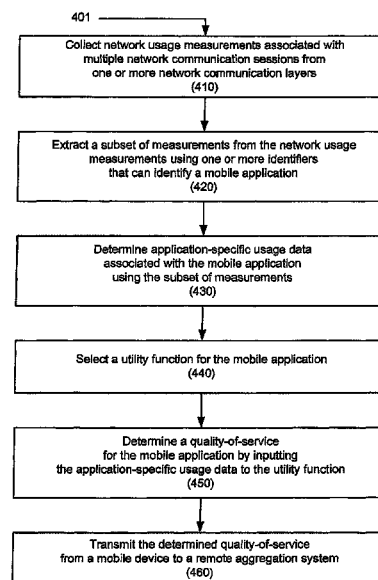 401
Collect network usage measurements associated with
multiple network communication sessions from
one or more network communication layers
(410)
Extract a subset of measurements from the network usage
measurements using one or more identifiers
that can identify a mobile application
(420)
Determine application-specific usage data
associated with the mobile application
using the subset of measurements
(430)
Select a utility function for the mobile application
(440)
Determine a quality-of-service
for the mobile application by inputting
the application-specific usage data to the utility function
(450)
Transmit the determined quality-of-service
from a mobile device to a remote aggregation system
(460)